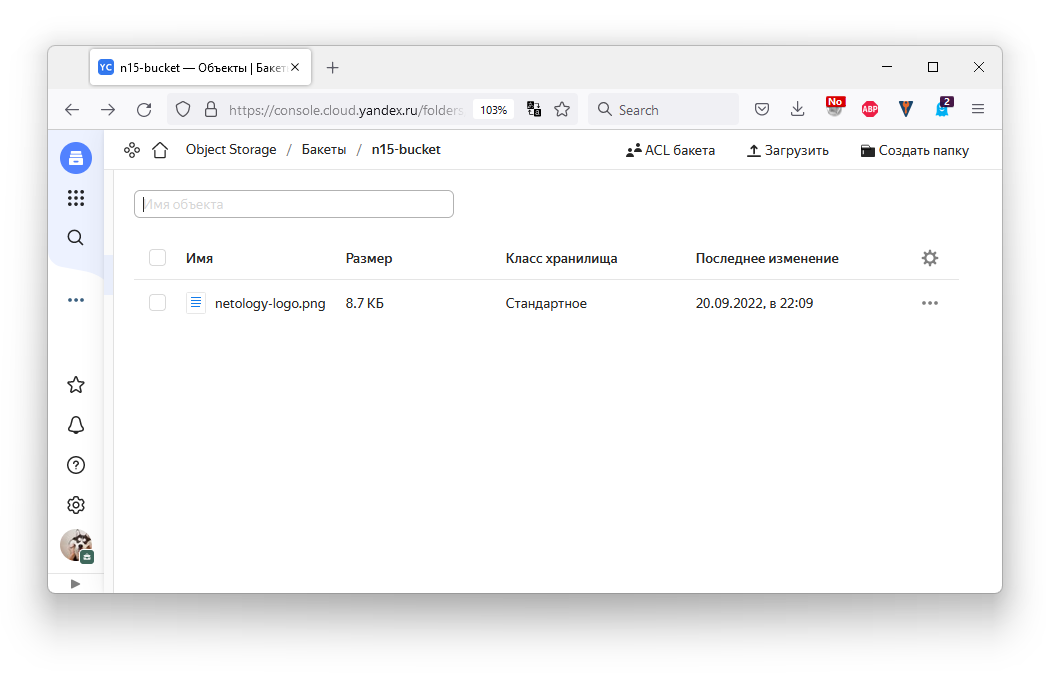 YC n15-bucket — Объекты | Бакет
https://console.cloud.yandex.ru/folders 103% Search No ABP 2
Object Storage / Бакеты / n15-bucket ACL бакета Загрузить Создать папку
Имя объекта
Имя Размер Класс хранилища Последнее изменение
netology-logo.png 8.7 КБ Стандартное 20.09.2022, в 22:09